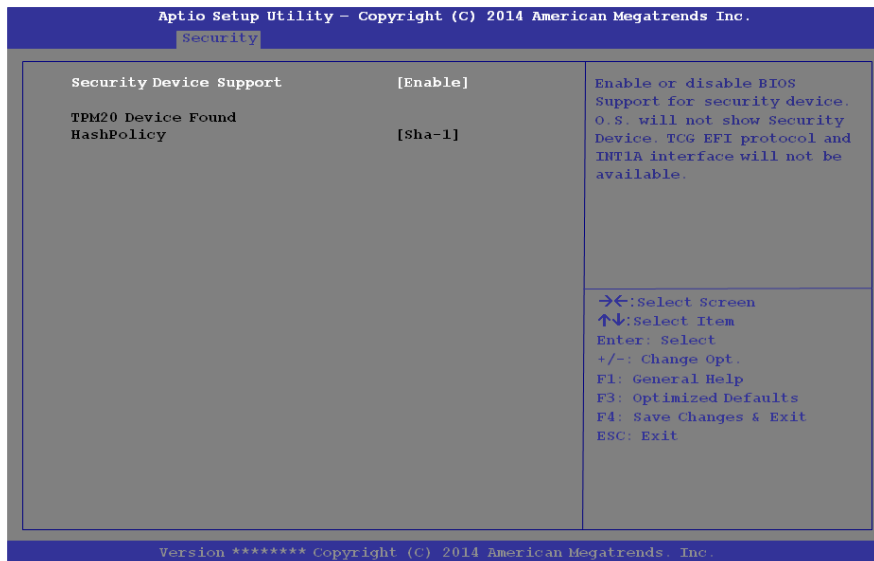 Aptio Setup Utility – Copyright (C) 2014 American Megatrends Inc.
Security
Security Device Support [Enable]
TPM20 Device Found
HashPolicy [Sha-1]
Enable or disable BIOS
Support for security device.
O.S. will not show Security
Device. TCG EFI protocol and
INT1A interface will not be
available.
→←:Select Screen
↑↓:Select Item
Enter: Select
+/-: Change Opt.
F1: General Help
F3: Optimized Defaults
F4: Save Changes & Exit
ESC: Exit
Version ******** Copyright (C) 2014 American Megatrends. Inc.